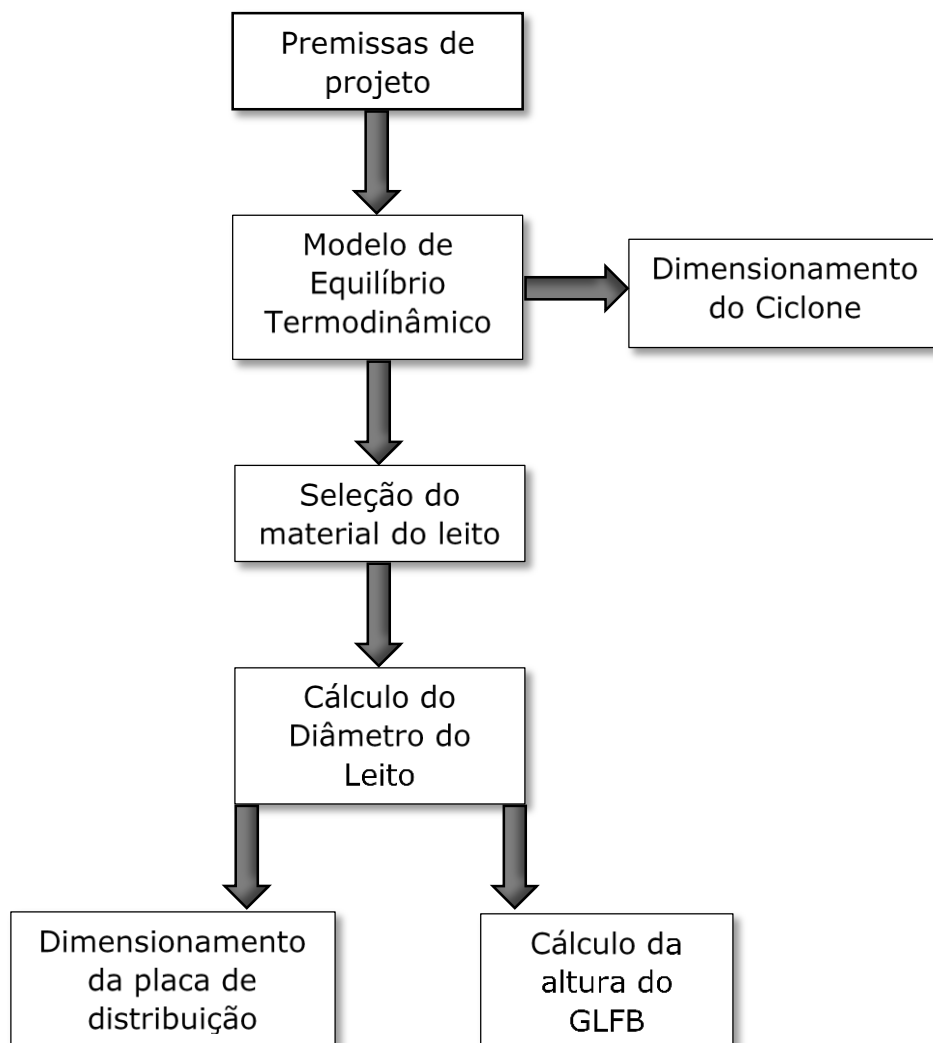 Premissas de
projeto
Modelo de
Equilíbrio
Termodinâmico
Dimensionamento
do Ciclone
Seleção do
material do leito
Cálculo do
Diâmetro do
Leito
Dimensionamento
da placa de
distribuição
Cálculo da
altura do
GLFB